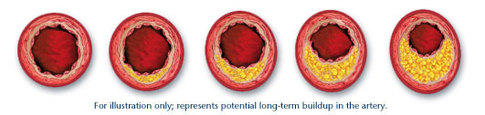 For illustration only; represents potential long-term buildup in the artery.